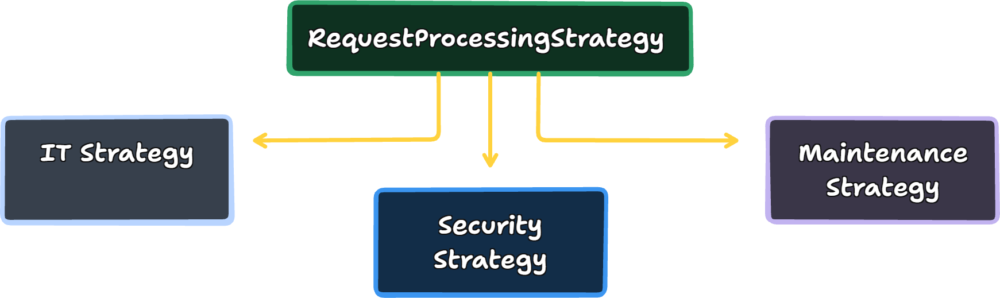 RequestProcessingStrategy
IT Strategy
Maintenance
Strategy
Security
Strategy